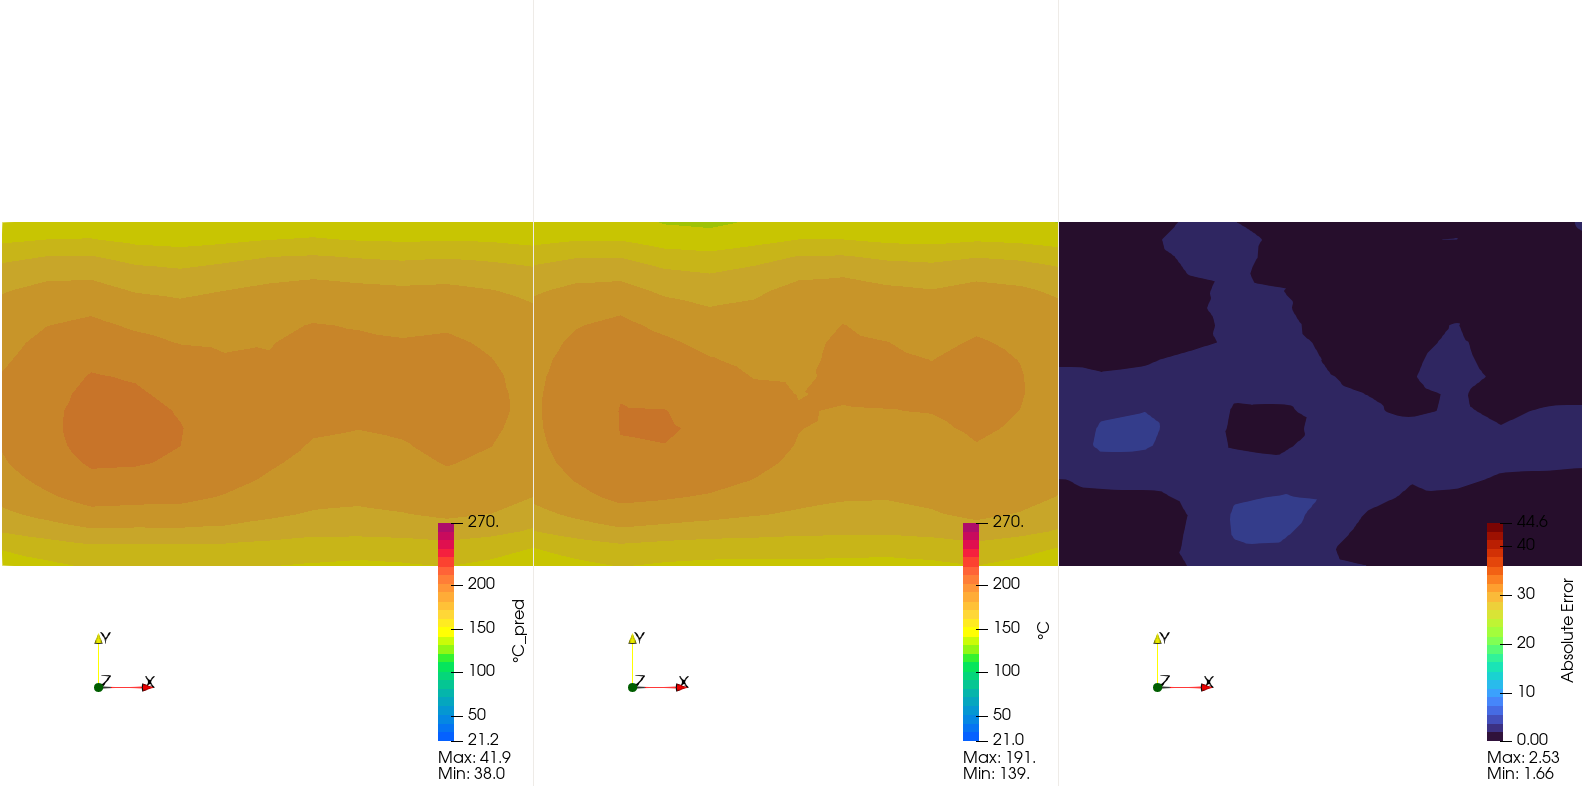 270.
200
150
100
50
21.2
°C_pred
Max: 41.9
Min: 38.0
Y
Z
X
270.
200
150
100
50
21.0
°C
Max: 191.
Min: 139.
Y
Z
X
44.6
40
30
20
10
0.00
Absolute Error
Max: 2.53
Min: 1.66
Y
Z
X